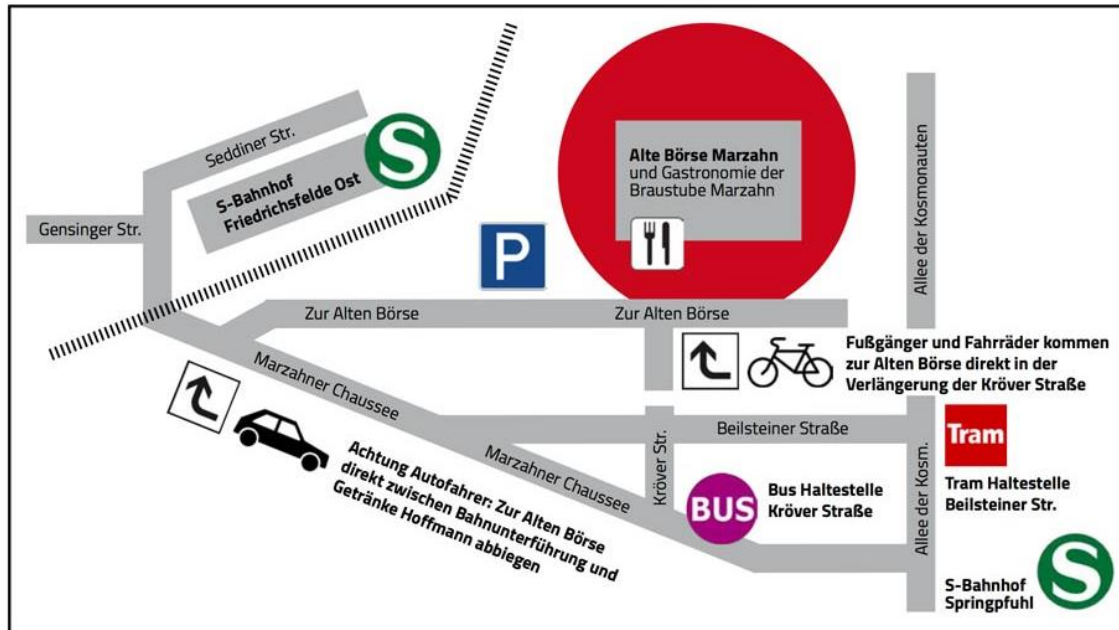 Seddiner Str.
S-Bahnhof
Friedrichsfelde Ost
S
Gensinger Str.
Alte Börse Marzahn
und Gastronomie der
Braustube Marzahn
Allee der Kosmonauten
P
Zur Alten Börse
Zur Alten Börse
Fußgänger und Fahrräder kommen
zur Alten Börse direkt in der
Verlängerung der Kröver Straße
Marzahner Chaussee
Beilsteiner Straße
Tram
Tram Haltestelle
Beilsteiner Str.
Marzahner Chaussee
Kröver Str.
BUS
Bus Haltestelle
Kröver Straße
Allee der Kosm.
Achtung Autofahrer: Zur Alten Börse
direkt zwischen Bahnunterführung und
Getränke Hoffmann abbiegen
S-Bahnhof
Springpfuhl
S